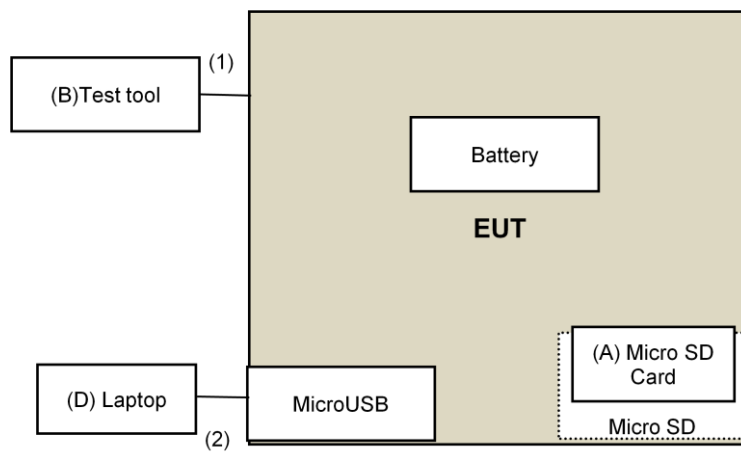 (1)
(B)Test tool
Battery
EUT
(A) Micro SD
Card
(D) Laptop
MicroUSB
Micro SD
(2)